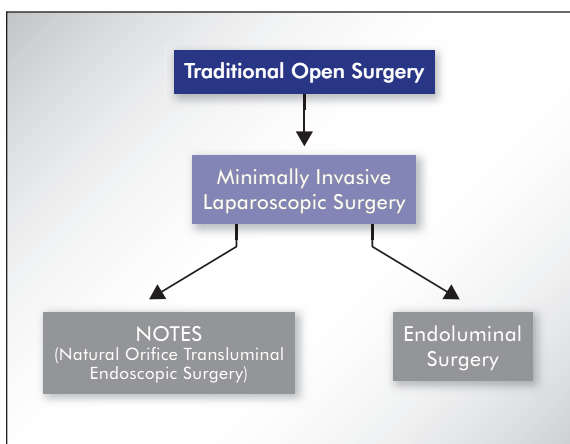 Traditional Open Surgery
Minimally Invasive
Laparoscopic Surgery
NOTES
(Natural Orifice Transluminal
Endoscopic Surgery)
Endoluminal
Surgery